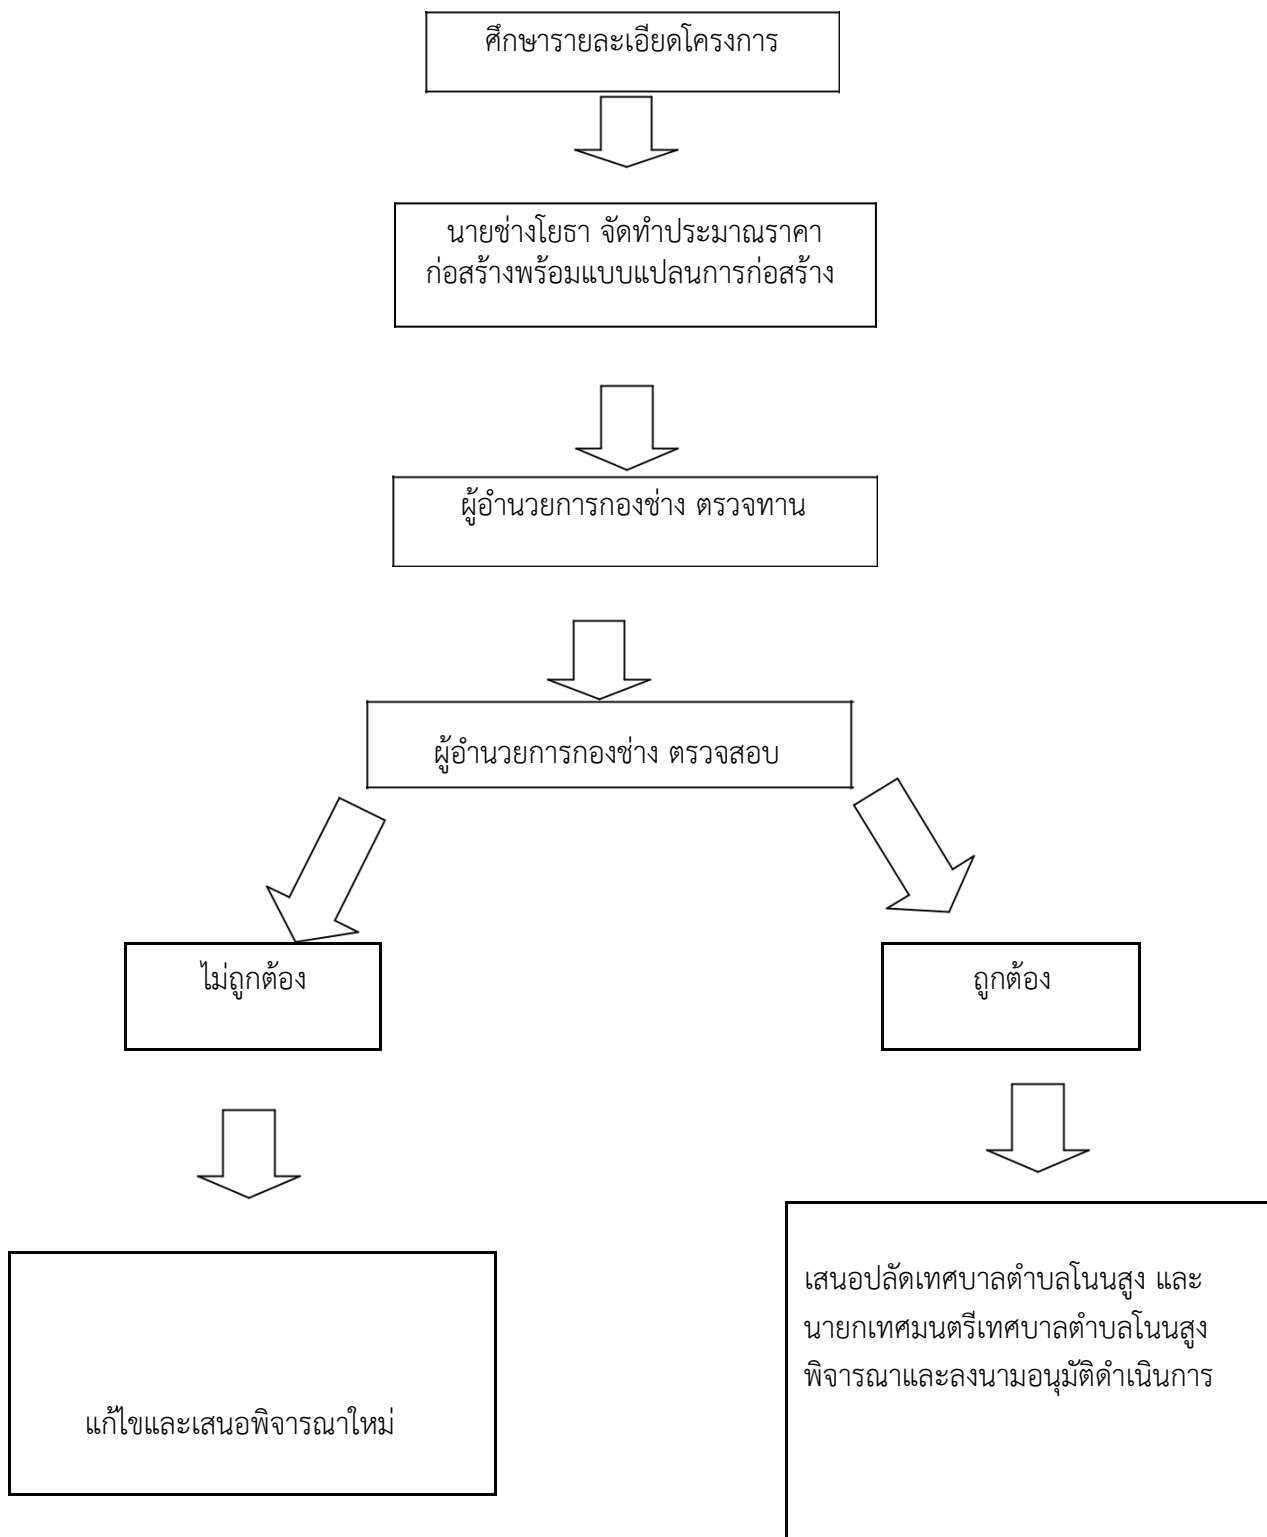 ศึกษารายละเอียดโครงการ
นายช่างโยธา จัดทำประมาณราคา
ก่อสร้างพร้อมแบบแปลนการก่อสร้าง
ผู้อำนวยการกองช่าง ตรวจทาน
ผู้อำนวยการกองช่าง ตรวจสอบ
ไม่ถูกต้อง
ถูกต้อง
แก้ไขและเสนอพิจารณาใหม่
เสนอปลัดเทศบาลตำบลโนนสูง และ
นายกเทศมนตรีเทศบาลตำบลโนนสูง
พิจารณาและลงนามอนุมัติดำเนินการ